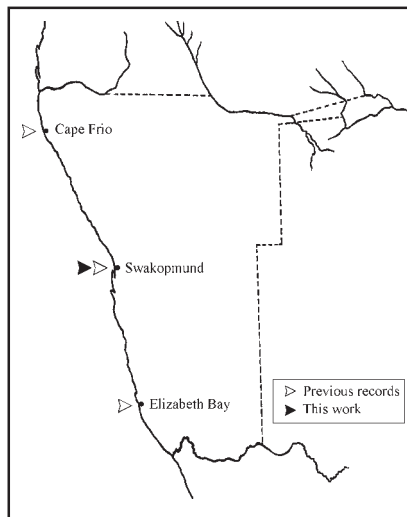 Cape Frio
Swakopmund
Elizabeth Bay
Previous records
This work